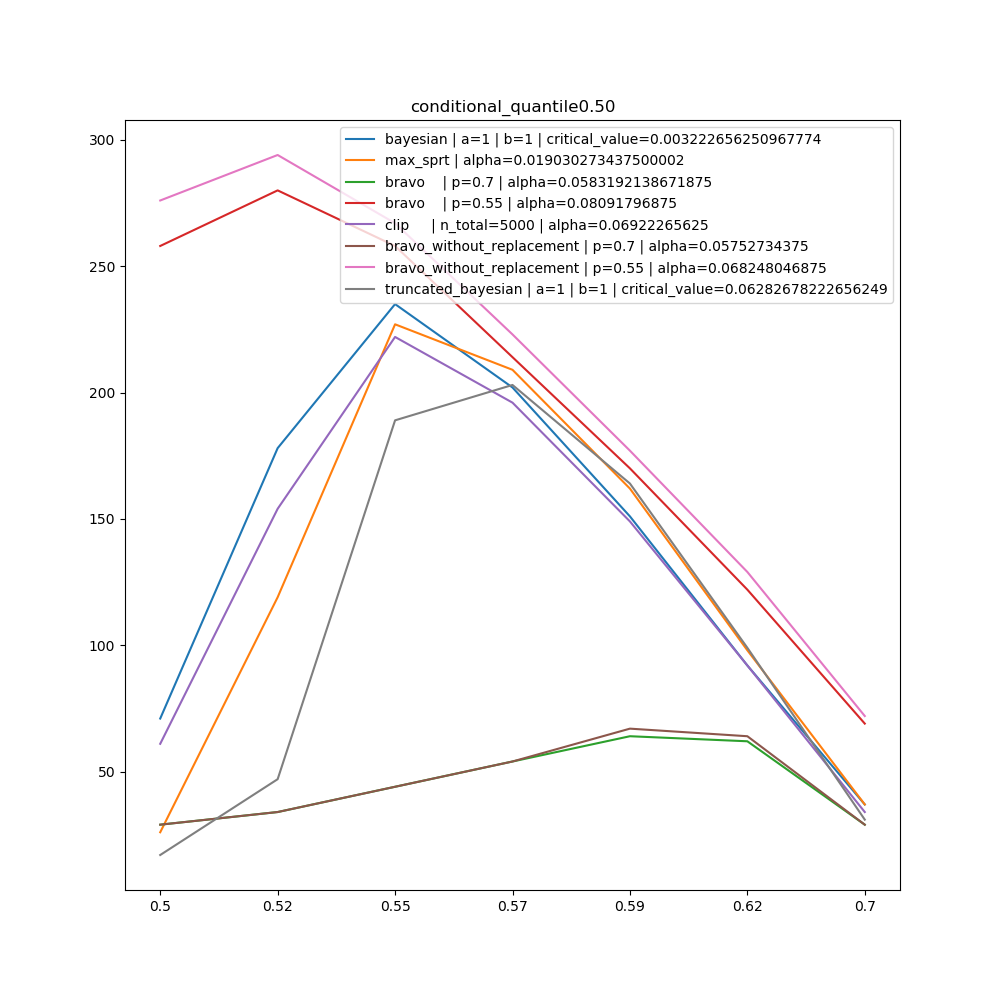 conditional_quantile0.50
300
250
200
150
100
50
bayesian | a=1 | b=1 | critical_value=0.003222656250967774
max_sprt | alpha=0.019030273437500002
bravo    | p=0.7 | alpha=0.0583192138671875
bravo    | p=0.55 | alpha=0.08091796875
clip     | n_total=5000 | alpha=0.06922265625
bravo_without_replacement | p=0.7 | alpha=0.05752734375
bravo_without_replacement | p=0.55 | alpha=0.068248046875
truncated_bayesian | a=1 | b=1 | critical_value=0.06282678222656249
0.5 0.52 0.55 0.57 0.59 0.62 0.7